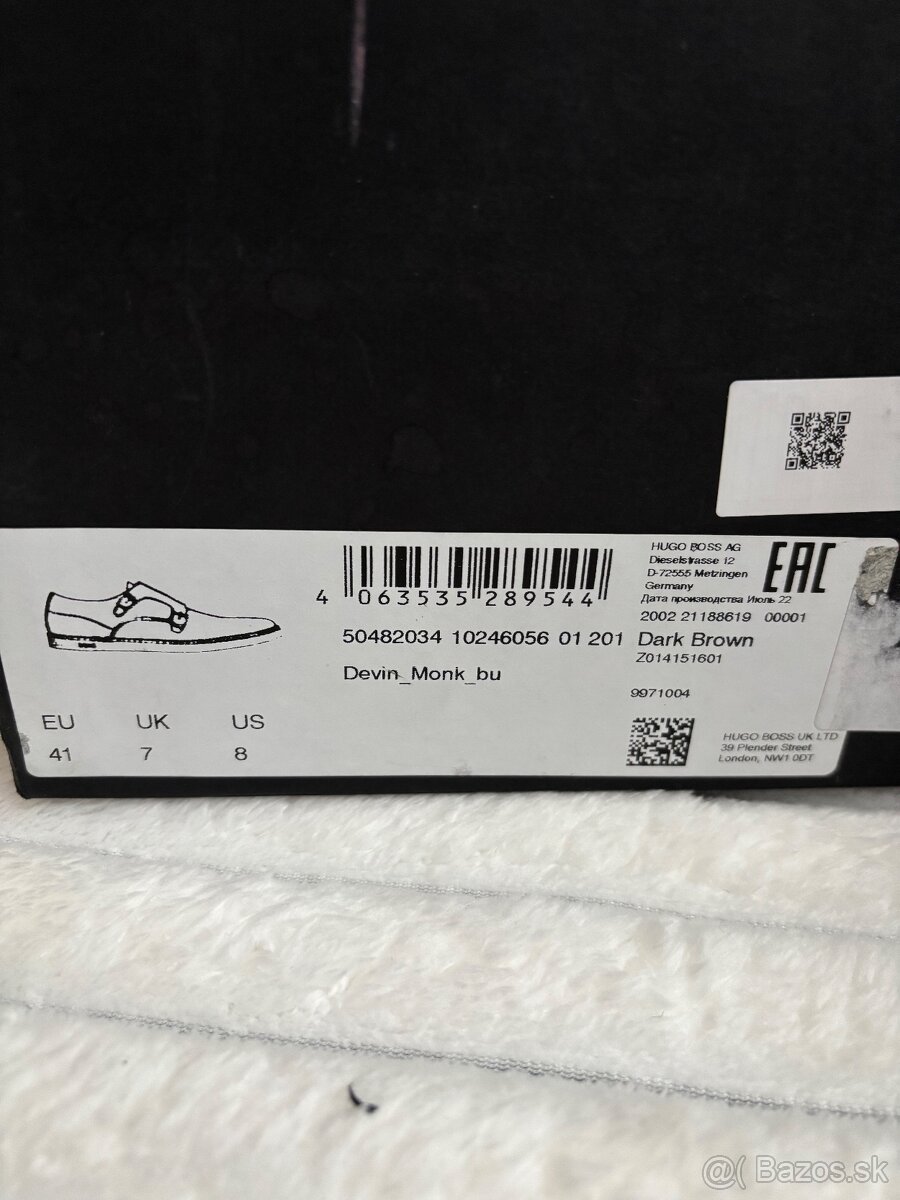 4 063535 289544
50482034 10246056 01 201 Dark Brown
Devin_Monk_bu
EU UK US
41 7 8
HUGO BOSS AG
Dieselstrasse 12
D-72555 Metzingen
Germany
Дата производства Июль 22
EAC
2002 21188619 00001
Z014151601
9971004
HUGO BOSS UK LTD
39 Plender Street
London, NW1 0DT
@ Bazos.sk